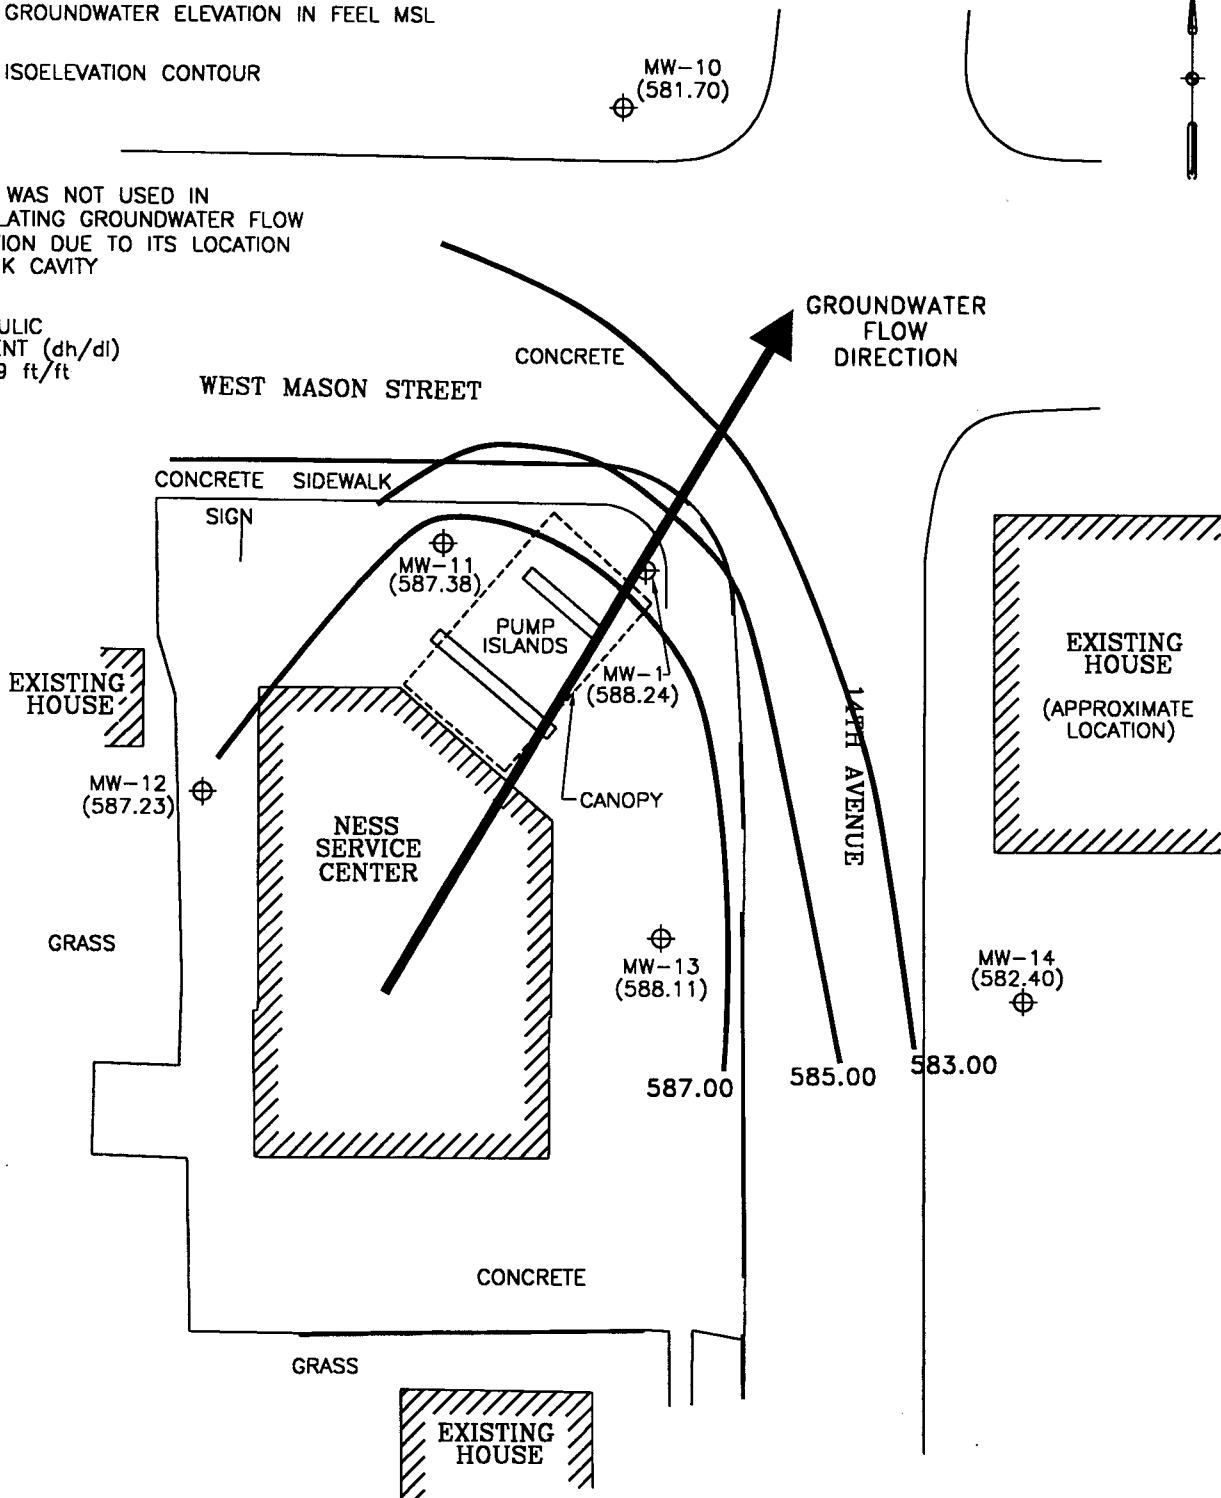 GROUNDWATER ELEVATION IN FEEL MSL
ISOELEVATION CONTOUR
MW-10
(581.70)
WAS NOT USED IN
LATING GROUNDWATER FLOW
ION DUE TO ITS LOCATION
K CAVITY
ULIC
ENT (dh/dl)
9 ft/ft
GROUNDWATER
FLOW
DIRECTION
CONCRETE
WEST MASON STREET
CONCRETE SIDEWALK
SIGN
MW-11
(587.38)
PUMP
ISLANDS
MW-1
(588.24)
EXISTING
HOUSE
EXISTING
HOUSE
(APPROXIMATE
LOCATION)
14TH AVENUE
MW-12
(587.23)
CANOPY
NESS
SERVICE
CENTER
GRASS
MW-13
(588.11)
MW-14
(582.40)
587.00
585.00
583.00
CONCRETE
GRASS
EXISTING
HOUSE